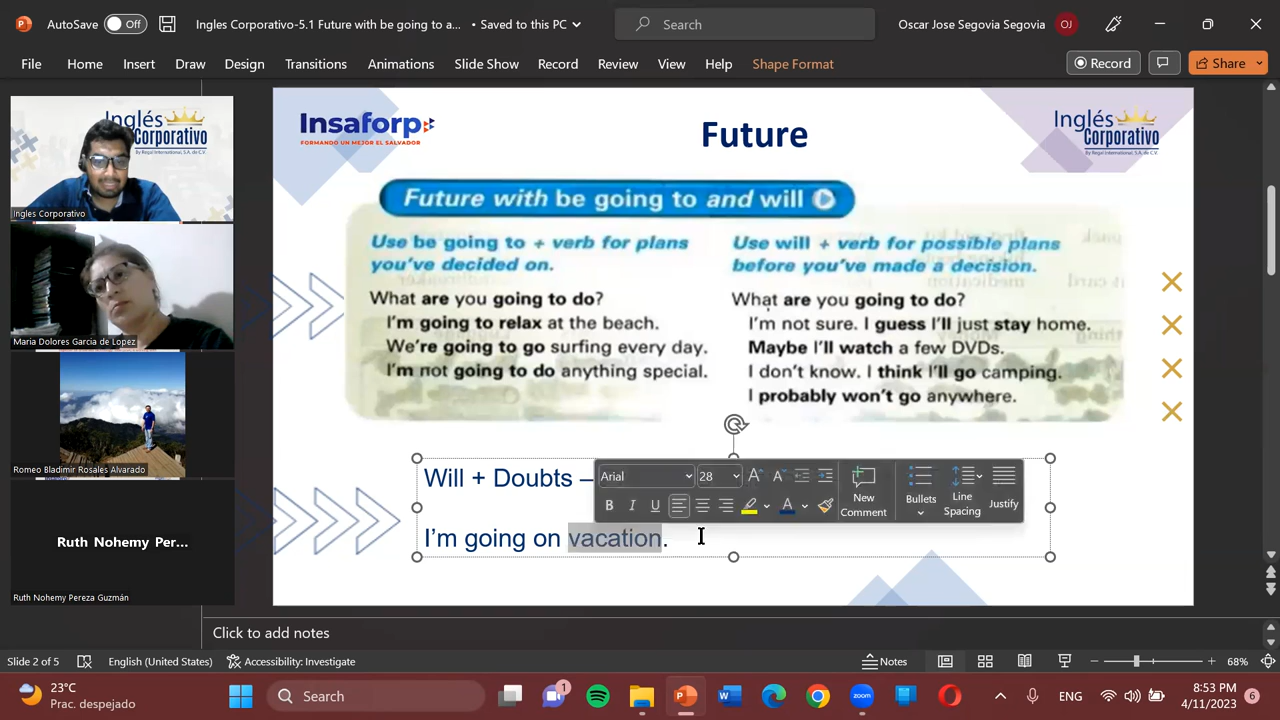 AutoSave Off Ingles Corporativo-5.1 Future with be going to a... • Saved to this PC Search Oscar Jose Segovia Segovia OJ
File Home Insert Draw Design Transitions Animations Slide Show Record Review View Help Shape Format Record Share
Inglés Corporativo
Ingles Corporativo
Maria Dolores Garcia de Lopez
Romeo Bladimir Rosales Alvarado
Ruth Nohemy Per...
Ruth Nohemy Pereza Guzmán
Insaforp
FORMANDO UN MEJOR EL SALVADOR
Future
Inglés Corporativo
By Regal International, S.A. de C.V.
Future with be going to and will
Use be going to + verb for plans
you've decided on.
What are you going to do?
I'm going to relax at the beach.
We're going to go surfing every day.
I'm not going to do anything special.
Use will + verb for possible plans
before you've made a decision.
What are you going to do?
I'm not sure. I guess I'll just stay home.
Maybe I'll watch a few DVDs.
I don't know. I think I'll go camping.
I probably won't go anywhere.
Will + Doubts –
I'm going on vacation.
Arial 28
B I U A
New Comment
Bullets
Line Spacing
Justify
Click to add notes
Slide 2 of 5 English (United States) Accessibility: Investigate Notes 68%
23°C
Prac. despejado
Search
1
zoom
ENG
8:53 PM
4/11/2023
6